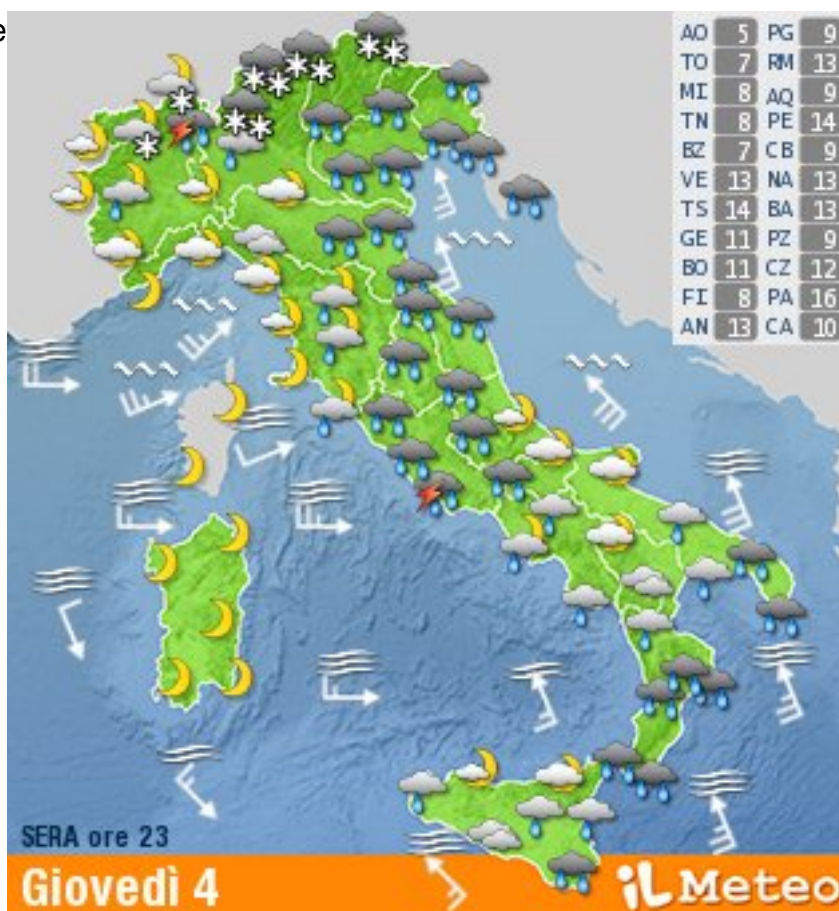 e
AO 5 PG 9
TO 7 RM 13
MI 8 AQ 9
TN 8 PE 14
BZ 7 CB 9
VE 13 NA 13
TS 14 BA 13
GE 11 PZ 9
BO 11 CZ 12
FI 8 PA 16
AN 13 CA 10
SERA ore 23
Giovedì 4
iL Meteo